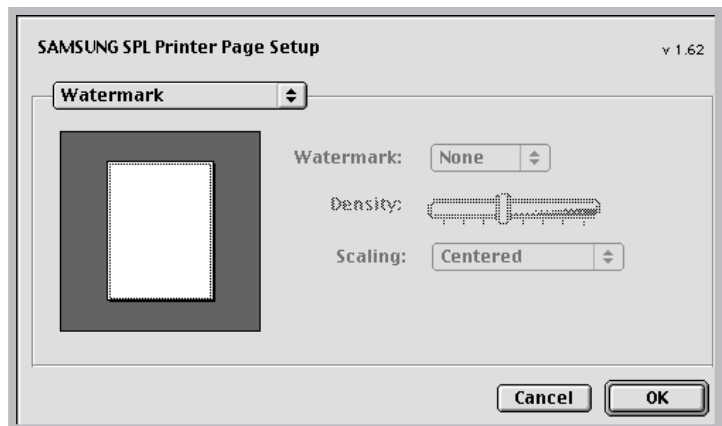 SAMSUNG SPL Printer Page Setup v 1.62
Watermark
Watermark: None
Density:
Scaling: Centered
Cancel OK